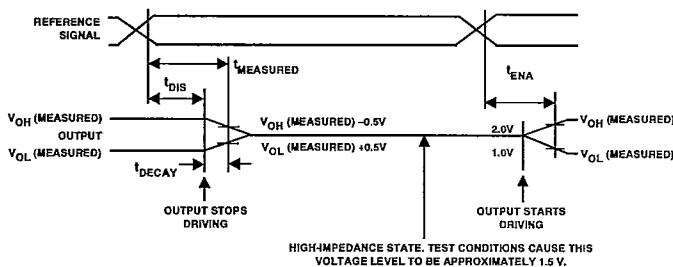 REFERENCE
SIGNAL
tMEASURED
tDIS
tENA
VOH (MEASURED)
VOH (MEASURED) –0.5V
2.0V
VOH (MEASURED)
OUTPUT
VOL (MEASURED)
VOL (MEASURED) +0.5V
1.0V
VOL (MEASURED)
tDECAY
OUTPUT STOPS
DRIVING
OUTPUT STARTS
DRIVING
HIGH-IMPEDANCE STATE. TEST CONDITIONS CAUSE THIS
VOLTAGE LEVEL TO BE APPROXIMATELY 1.5 V.